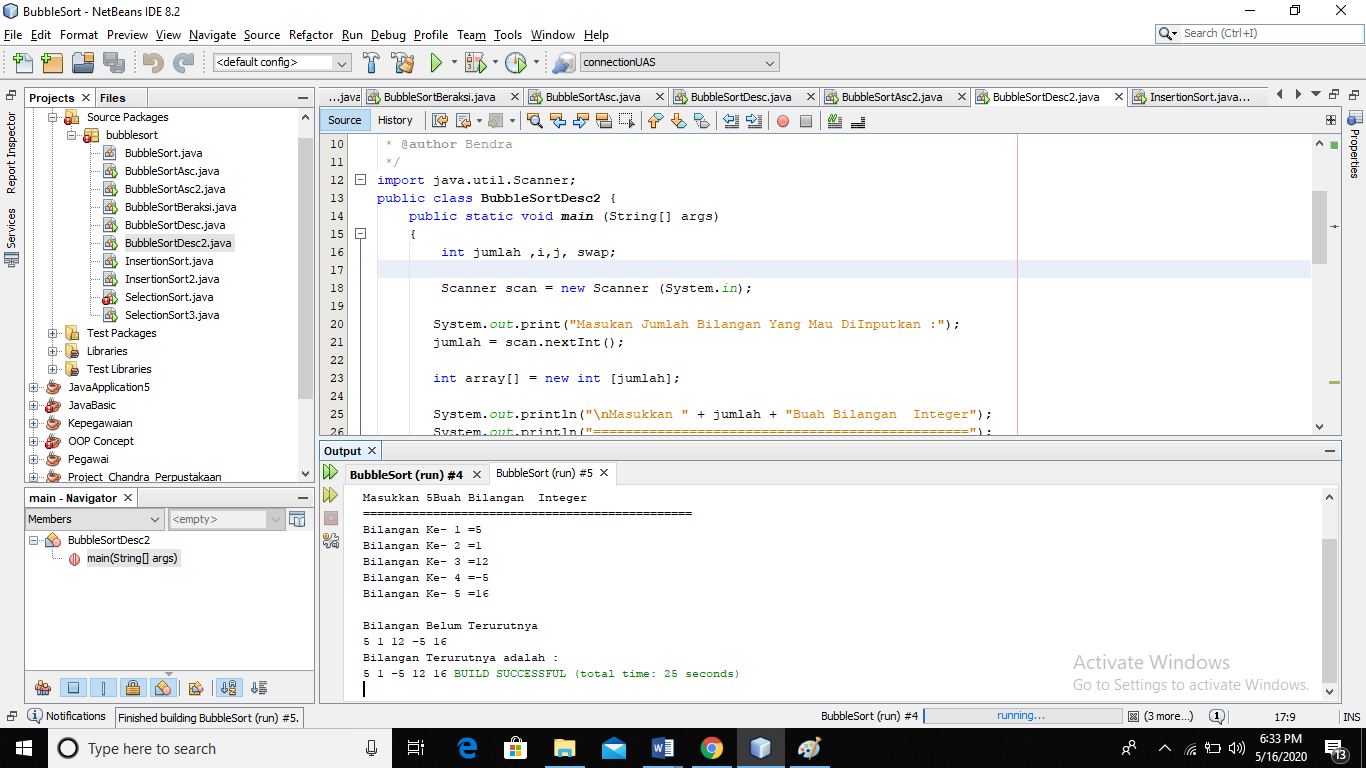 BubbleSort - NetBeans IDE 8.2
File Edit Format Preview View Navigate Source Refactor Run Debug Profile Team Tools Window Help
Search (Ctrl+I)
<default config>
connectionUAS
Projects Files
...java BubbleSortBeraksi.java BubbleSortAsc.java BubbleSortDesc.java BubbleSortAsc2.java BubbleSortDesc2.java InsertionSort.java...
Source History
Report Inspector
Services
Properties
Source Packages
bubblesort
BubbleSort.java
BubbleSortAsc.java
BubbleSortAsc2.java
BubbleSortBeraksi.java
BubbleSortDesc.java
BubbleSortDesc2.java
InsertionSort.java
InsertionSort2.java
SelectionSort.java
SelectionSort3.java
Test Packages
Libraries
Test Libraries
JavaApplication5
JavaBasic
Kepegawaian
OOP Concept
Pegawai
Project_Chandra_Perpustakaan
10 * @author Bendra
11 */
12 import java.util.Scanner;
13 public class BubbleSortDesc2 {
14 public static void main (String[] args)
15 {
16 int jumlah ,i,j, swap;
17
18 Scanner scan = new Scanner (System.in);
19
20 System.out.print("Masukan Jumlah Bilangan Yang Mau DiInputkan :");
21 jumlah = scan.nextInt();
22
23 int array[] = new int [jumlah];
24
25 System.out.println("\nMasukkan " + jumlah + "Buah Bilangan  Integer");
26 System.out.println("===============================================");
main - Navigator
Members <empty>
BubbleSortDesc2
main(String[] args)
Output
BubbleSort (run) #4 BubbleSort (run) #5
Masukkan 5Buah Bilangan  Integer
===============================================
Bilangan Ke- 1 =5
Bilangan Ke- 2 =1
Bilangan Ke- 3 =12
Bilangan Ke- 4 =-5
Bilangan Ke- 5 =16
Bilangan Belum Terurutnya
5 1 12 -5 16
Bilangan Terurutnya adalah :
5 1 -5 12 16 BUILD SUCCESSFUL (total time: 25 seconds)
Activate Windows
Go to Settings to activate Windows.
Notifications Finished building BubbleSort (run) #5.
BubbleSort (run) #4 running... (3 more...) 1 17:9 INS
Type here to search
6:33 PM
5/16/2020
13